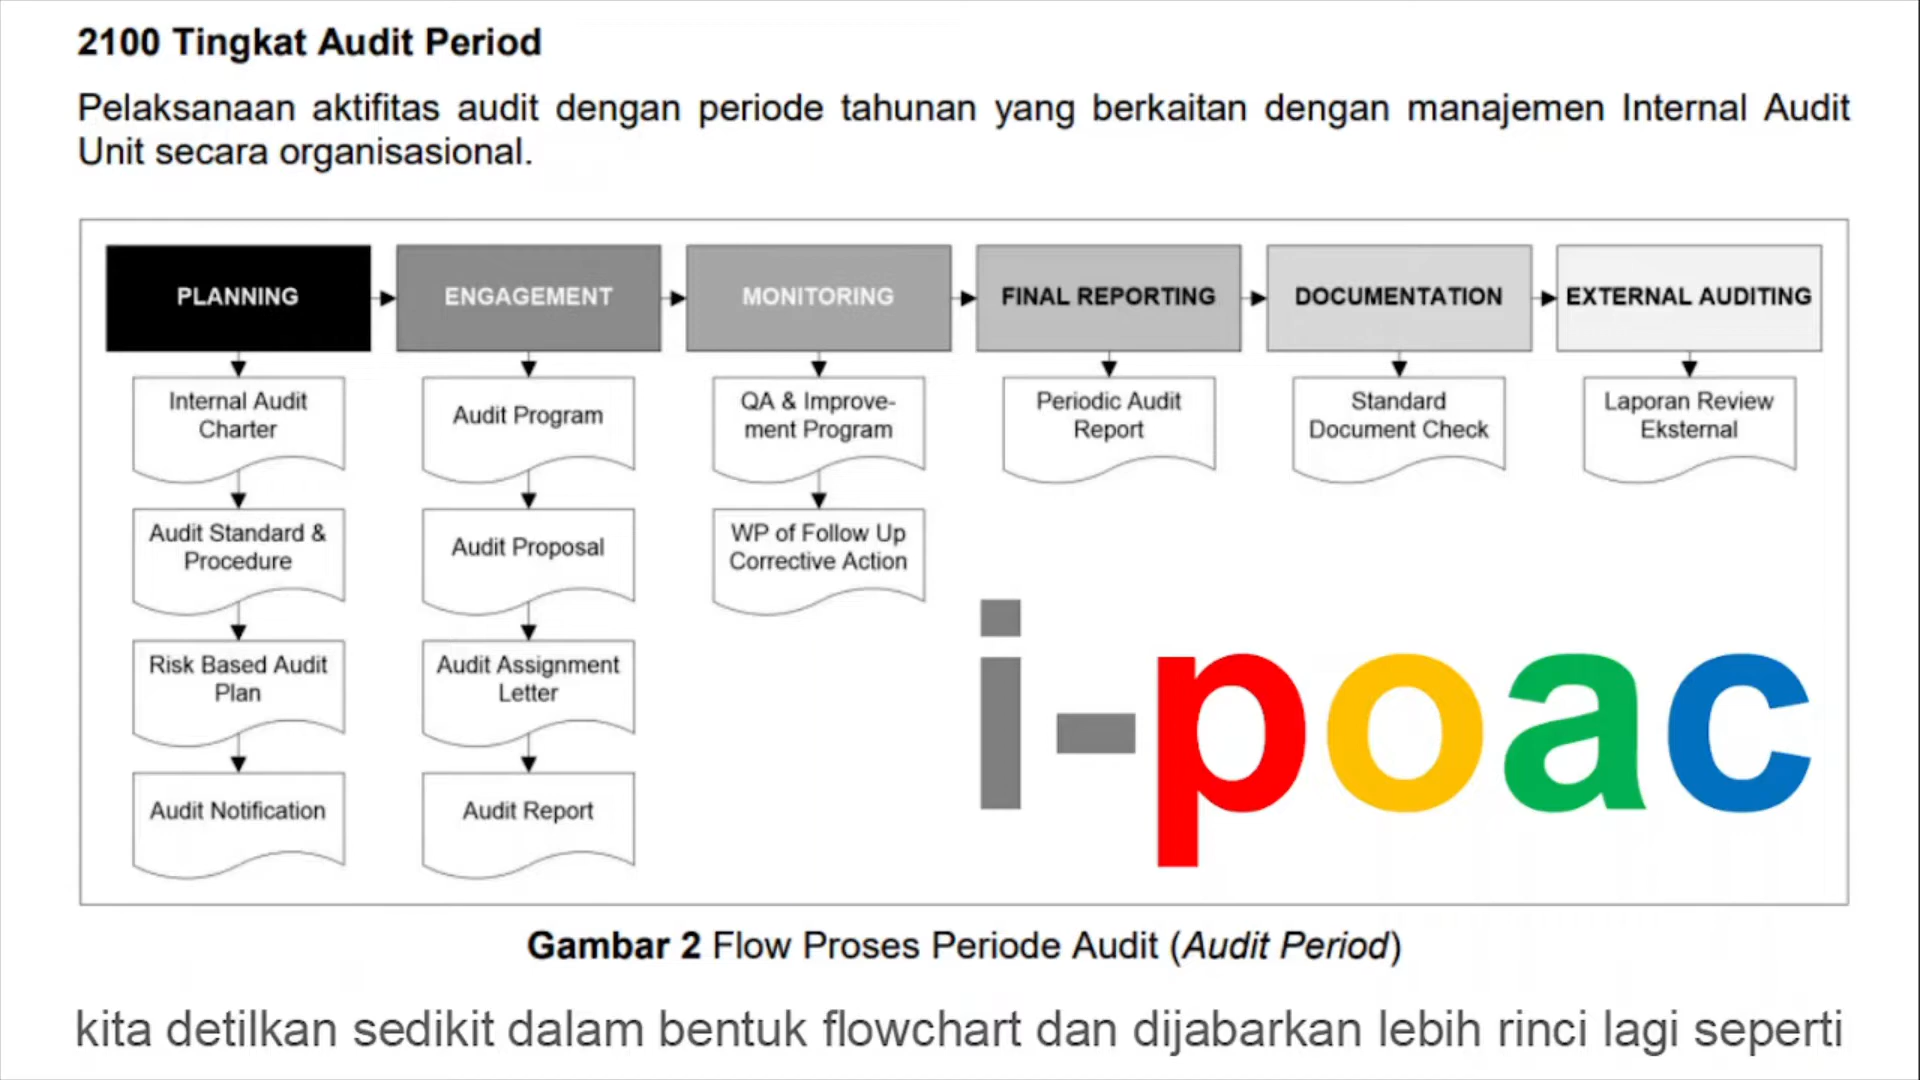 2100 Tingkat Audit Period
Pelaksanaan aktifitas audit dengan periode tahunan yang berkaitan dengan manajemen Internal Audit
Unit secara organisasional.
PLANNING
ENGAGEMENT
MONITORING
FINAL REPORTING
DOCUMENTATION
EXTERNAL AUDITING
Internal Audit
Charter
Audit Program
QA & Improve-
ment Program
Periodic Audit
Report
Standard
Document Check
Laporan Review
Eksternal
Audit Standard &
Procedure
Audit Proposal
WP of Follow Up
Corrective Action
Risk Based Audit
Plan
Audit Assignment
Letter
Audit Notification
Audit Report
i-poac
Gambar 2 Flow Proses Periode Audit (Audit Period)
kita detilkan sedikit dalam bentuk flowchart dan dijabarkan lebih rinci lagi seperti